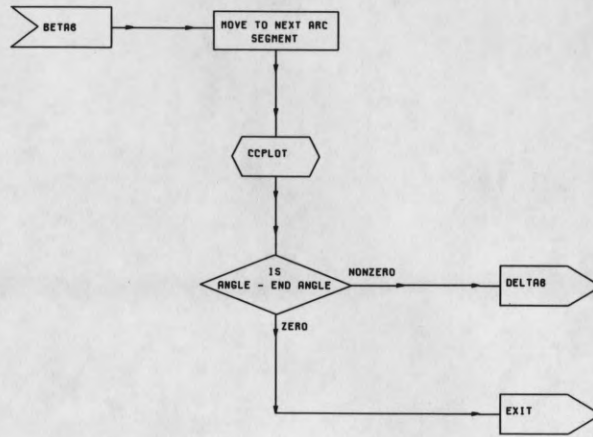 BETA6
MOVE TO NEXT ARC
SEGMENT
CCPLOT
IS
ANGLE - END ANGLE
NONZERO
DELTA6
ZERO
EXIT